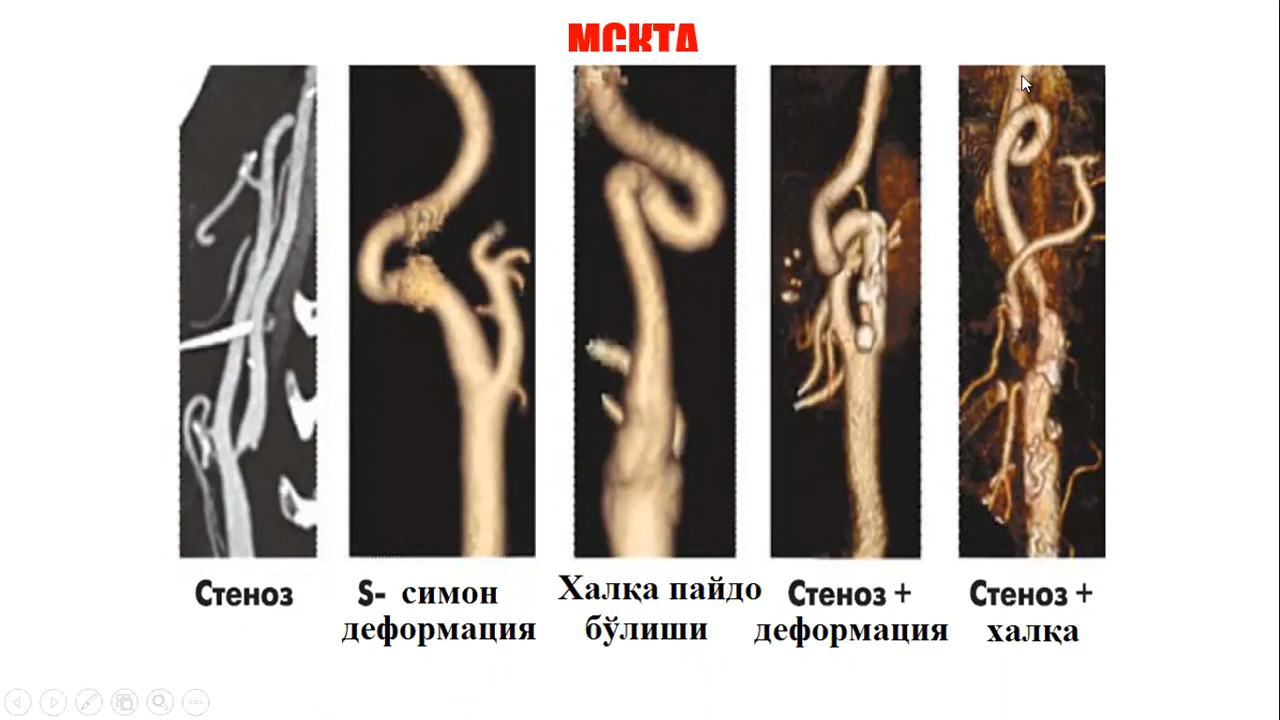 МСКТА
Стеноз
S- симон
деформация
Халқа пайдо
бўлиши
Стеноз +
деформация
Стеноз +
халқа